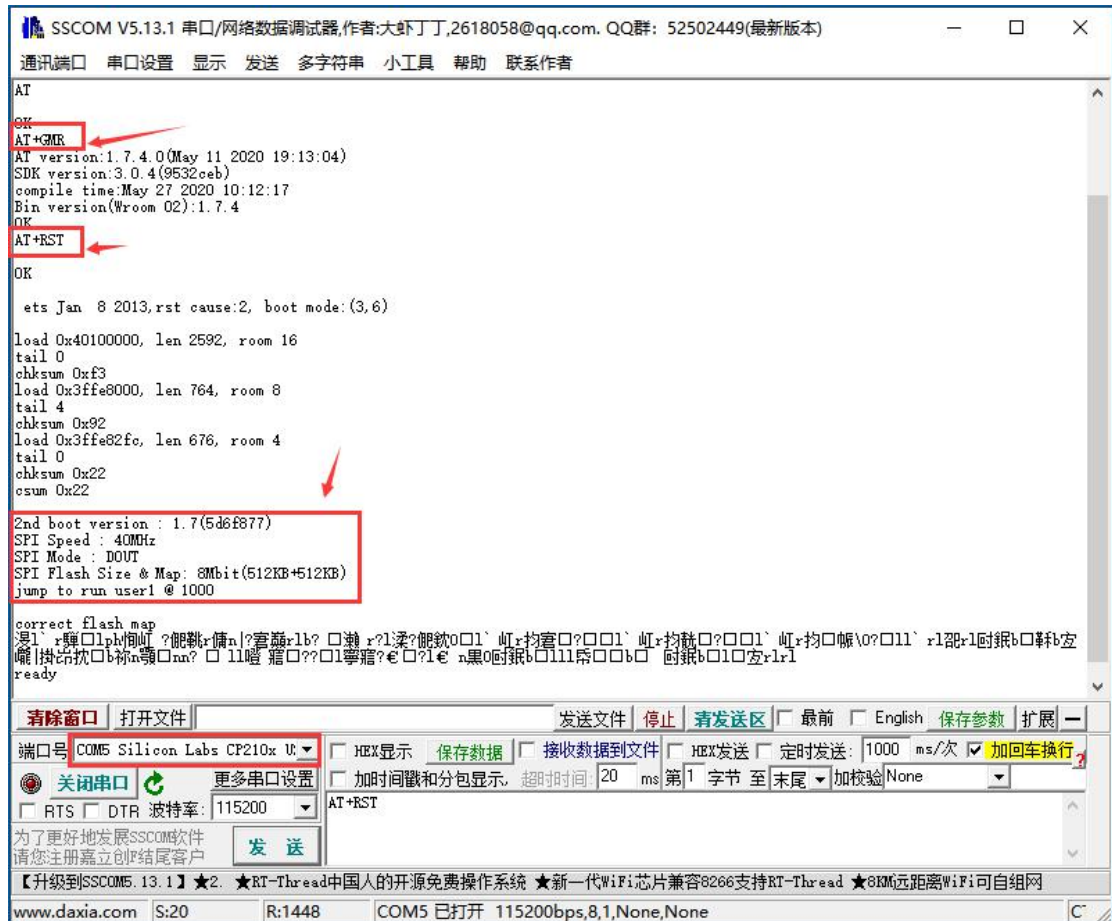 SSCOM V5.13.1 串口/网络数据调试器,作者:大虾丁丁,2618058@qq.com. QQ群：52502449(最新版本)
通讯端口 串口设置 显示 发送 多字符串 小工具 帮助 联系作者
AT
OK
AT+GMR
AT version:1.7.4.0(May 11 2020 19:13:04)
SDK version:3.0.4(9532ceb)
compile time:May 27 2020 10:12:17
Bin version(Wroom 02):1.7.4
OK
AT+RST
OK
ets Jan 8 2013,rst cause:2, boot mode:(3,6)
load 0x40100000, len 2592, room 16
tail 0
chksum 0xf3
load 0x3ffe8000, len 764, room 8
tail 4
chksum 0x92
load 0x3ffe82fc, len 676, room 4
tail 0
chksum 0x22
csum 0x22
2nd boot version : 1.7(5d6f877)
SPI Speed : 40MHz
SPI Mode : DOUT
SPI Flash Size & Map: 8Mbit(512KB+512KB)
jump to run user1 @ 1000
correct flash map
ready
清除窗口 打开文件 发送文件 停止 清发送区 最前 English 保存参数 扩展 —
端口号 COM5 Silicon Labs CP210x HEX显示 保存数据 接收数据到文件 HEX发送 定时发送: 1000 ms/次 加回车换行 ?
关闭串口 更多串口设置 加时间戳和分包显示, 超时时间: 20 ms 第1 字节 至 末尾 加校验 None
RTS DTR 波特率: 115200 AT+RST
为了更好地发展SSCOM软件
请您注册嘉立创F结尾客户
发 送
【升级到SSCOM5.13.1】★2. ★RT-Thread中国人的开源免费操作系统 ★新一代WiFi芯片兼容8266支持RT-Thread ★8KM远距离WiFi可自组网
www.daxia.com S:20 R:1448 COM5 已打开 115200bps,8,1,None,None